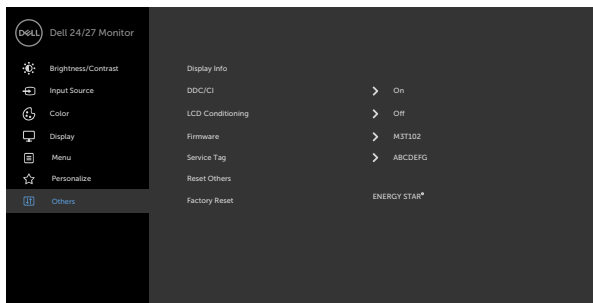 DELL Dell 24/27 Monitor
Brightness/Contrast Display Info
Input Source DDC/CI On
Color LCD Conditioning Off
Display Firmware M3T102
Menu Service Tag ABCDEFG
Personalize Reset Others
Others Factory Reset ENERGY STAR®